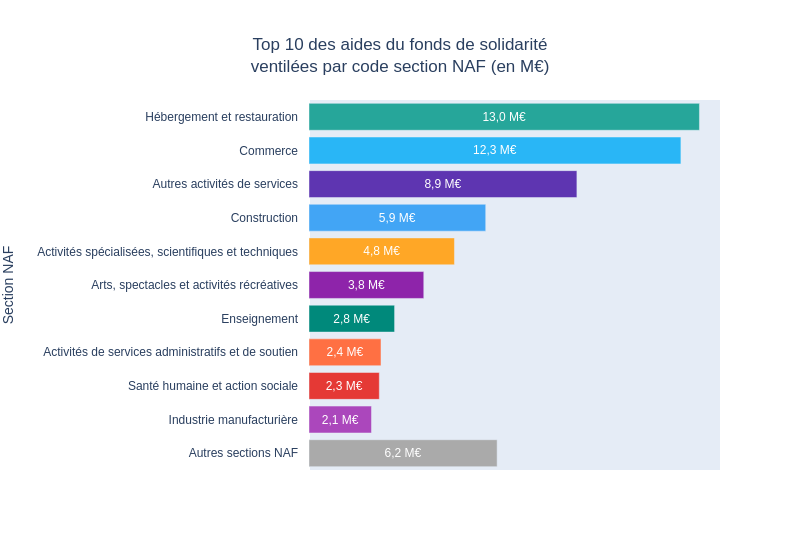 Top 10 des aides du fonds de solidarité
ventilées par code section NAF (en M€)
Section NAF
Hébergement et restauration 13,0 M€
Commerce 12,3 M€
Autres activités de services 8,9 M€
Construction 5,9 M€
Activités spécialisées, scientifiques et techniques 4,8 M€
Arts, spectacles et activités récréatives 3,8 M€
Enseignement 2,8 M€
Activités de services administratifs et de soutien 2,4 M€
Santé humaine et action sociale 2,3 M€
Industrie manufacturière 2,1 M€
Autres sections NAF 6,2 M€